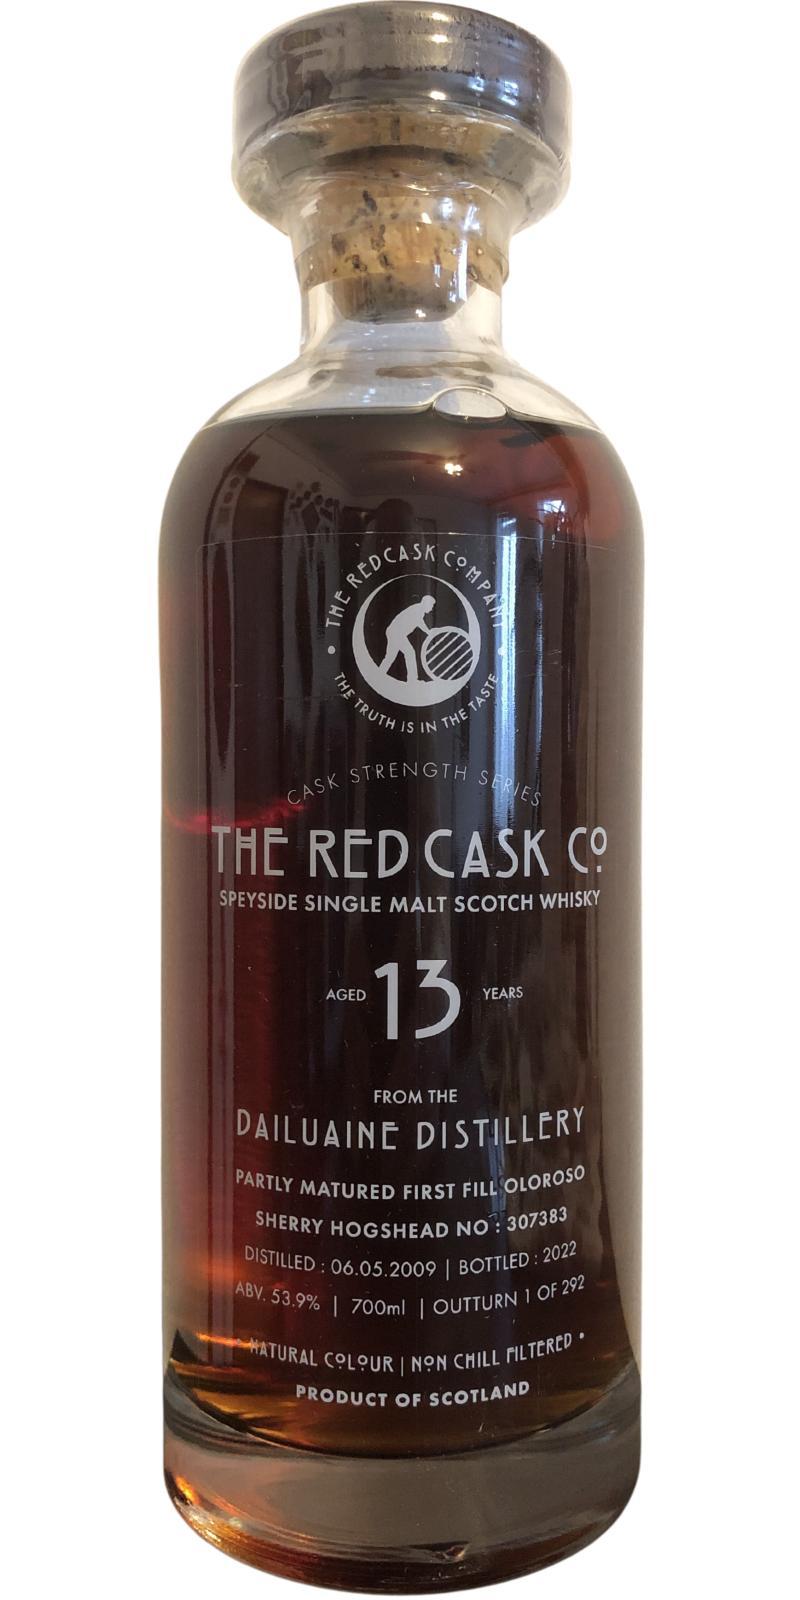 THE RED CASK COMPANY
• THE TRUTH IS IN THE TASTE •
CASK STRENGTH SERIES
THE RED CASK Co
SPEYSIDE SINGLE MALT SCOTCH WHISKY
AGED 13 YEARS
FROM THE
DAILUAINE DISTILLERY
PARTLY MATURED FIRST FILL OLOROSO
SHERRY HOGSHEAD NO : 307383
DISTILLED : 06.05.2009 | BOTTLED : 2022
ABV. 53.9% | 700ml | OUTTURN 1 OF 292
• NATURAL COLOUR | NON CHILL FILTERED •
PRODUCT OF SCOTLAND